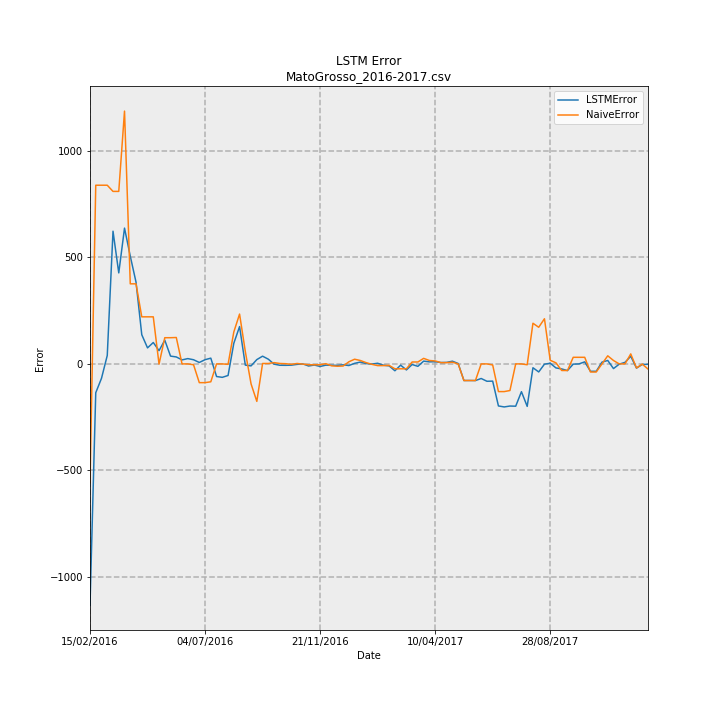 LSTM Error
MatoGrosso_2016-2017.csv
LSTMError
NaiveError
1000
500
0
−500
−1000
Error
15/02/2016
04/07/2016
21/11/2016
10/04/2017
28/08/2017
Date